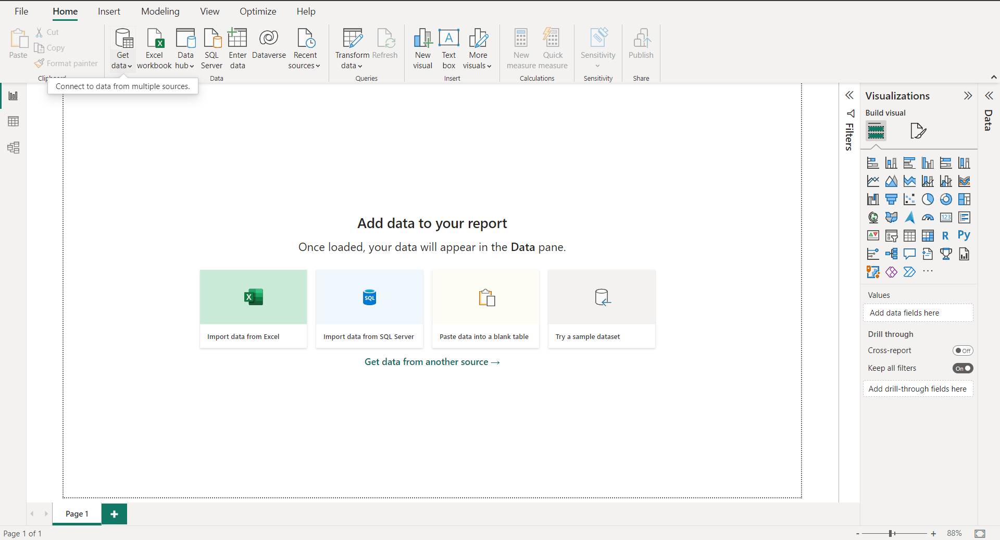 File Home Insert Modeling View Optimize Help
Paste
Cut
Copy
Format painter
Get data
Excel workbook
Data hub
SQL Server
Enter data
Dataverse
Recent sources
Transform data
Refresh
New visual
Text box
More visuals
New measure
Quick measure
Sensitivity
Publish
Data
Queries
Insert
Calculations
Sensitivity
Share
Connect to data from multiple sources.
Add data to your report
Once loaded, your data will appear in the Data pane.
SQL
Import data from Excel
Import data from SQL Server
Paste data into a blank table
Try a sample dataset
Get data from another source →
Filters
Visualizations
Build visual
123
R
Py
Values
Add data fields here
Drill through
Cross-report
Off
Keep all filters
On
Add drill-through fields here
Data
Page 1
Page 1 of 1
- + 88%